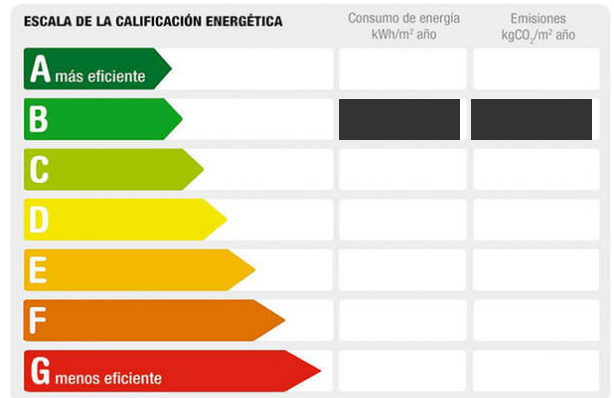 ESCALA DE LA CALIFICACIÓN ENERGÉTICA
Consumo de energía
kWh/m² año
Emisiones
kgCO₂/m² año
A más eficiente
B
C
D
E
F
G menos eficiente